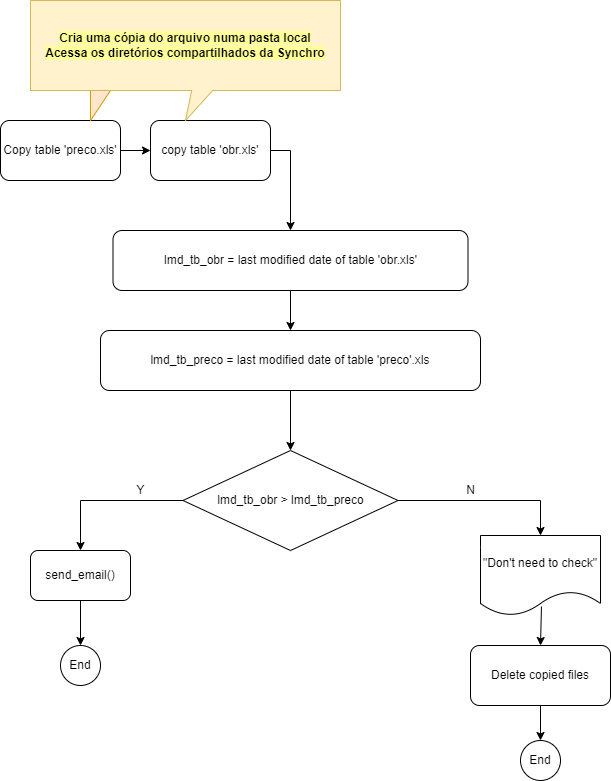 Cria uma cópia do arquivo numa pasta local
Acessa os diretórios compartilhados da Synchro
Copy table 'preco.xls'
copy table 'obr.xls'
lmd_tb_obr = last modified date of table 'obr.xls'
lmd_tb_preco = last modified date of table 'preco'.xls
lmd_tb_obr > lmd_tb_preco
Y
N
send_email()
"Don't need to check"
End
Delete copied files
End